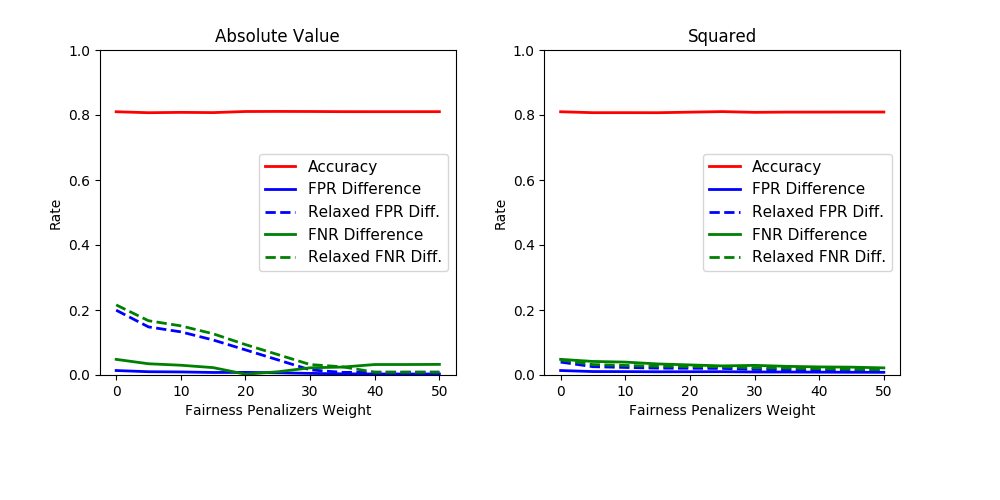 Absolute Value
Rate
1.0
0.8
0.6
0.4
0.2
0.0
Accuracy
FPR Difference
Relaxed FPR Diff.
FNR Difference
Relaxed FNR Diff.
0 10 20 30 40 50
Fairness Penalizers Weight
Squared
Rate
1.0
0.8
0.6
0.4
0.2
0.0
Accuracy
FPR Difference
Relaxed FPR Diff.
FNR Difference
Relaxed FNR Diff.
0 10 20 30 40 50
Fairness Penalizers Weight